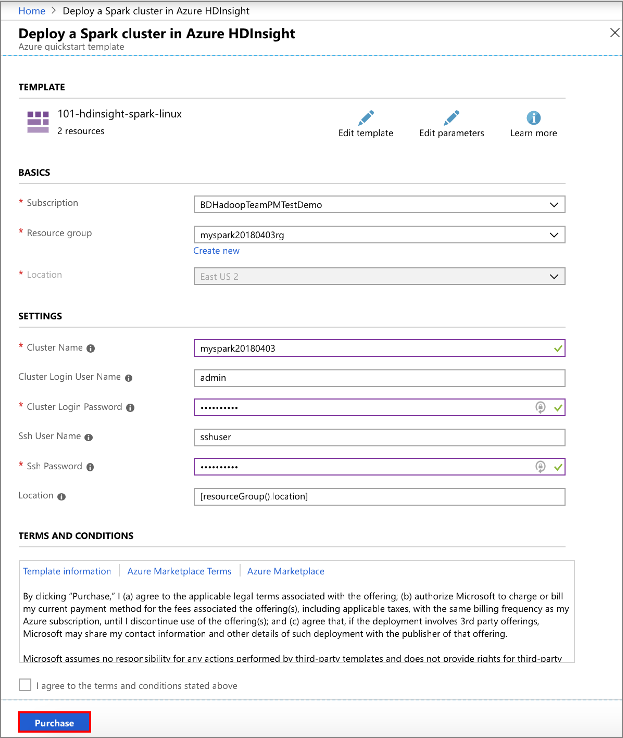 Home > Deploy a Spark cluster in Azure HDInsight
Deploy a Spark cluster in Azure HDInsight
Azure quickstart template
TEMPLATE
101-hdinsight-spark-linux
2 resources
Edit template
Edit parameters
Learn more
BASICS
* Subscription
BDHadoopTeamPMTestDemo
* Resource group
myspark20180403rg
Create new
* Location
East US 2
SETTINGS
* Cluster Name
myspark20180403
Cluster Login User Name
admin
* Cluster Login Password
••••••••••
Ssh User Name
sshuser
* Ssh Password
••••••••••
Location
[resourceGroup().location]
TERMS AND CONDITIONS
Template information | Azure Marketplace Terms | Azure Marketplace
By clicking “Purchase,” I (a) agree to the applicable legal terms associated with the offering, (b) authorize Microsoft to charge or bill
my current payment method for the fees associated the offering(s), including applicable taxes, with the same billing frequency as my
Azure subscription, until I discontinue use of the offering(s); and (c) agree that, if the deployment involves 3rd party offerings,
Microsoft may share my contact information and other details of such deployment with the publisher of that offering.
Microsoft assumes no responsibility for any actions performed by third-party templates and does not provide rights for third-party
I agree to the terms and conditions stated above
Purchase